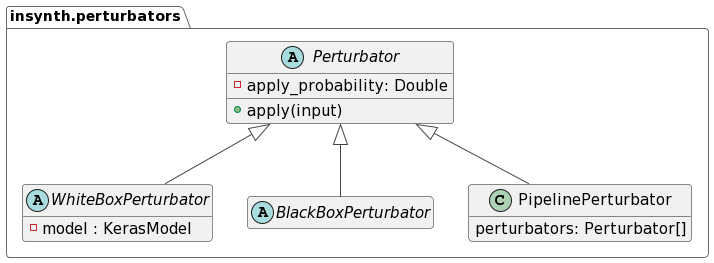 insynth.perturbators
A Perturbator
apply_probability: Double
apply(input)
A WhiteBoxPerturbator
model : KerasModel
A BlackBoxPerturbator
C PipelinePerturbator
perturbators: Perturbator[]